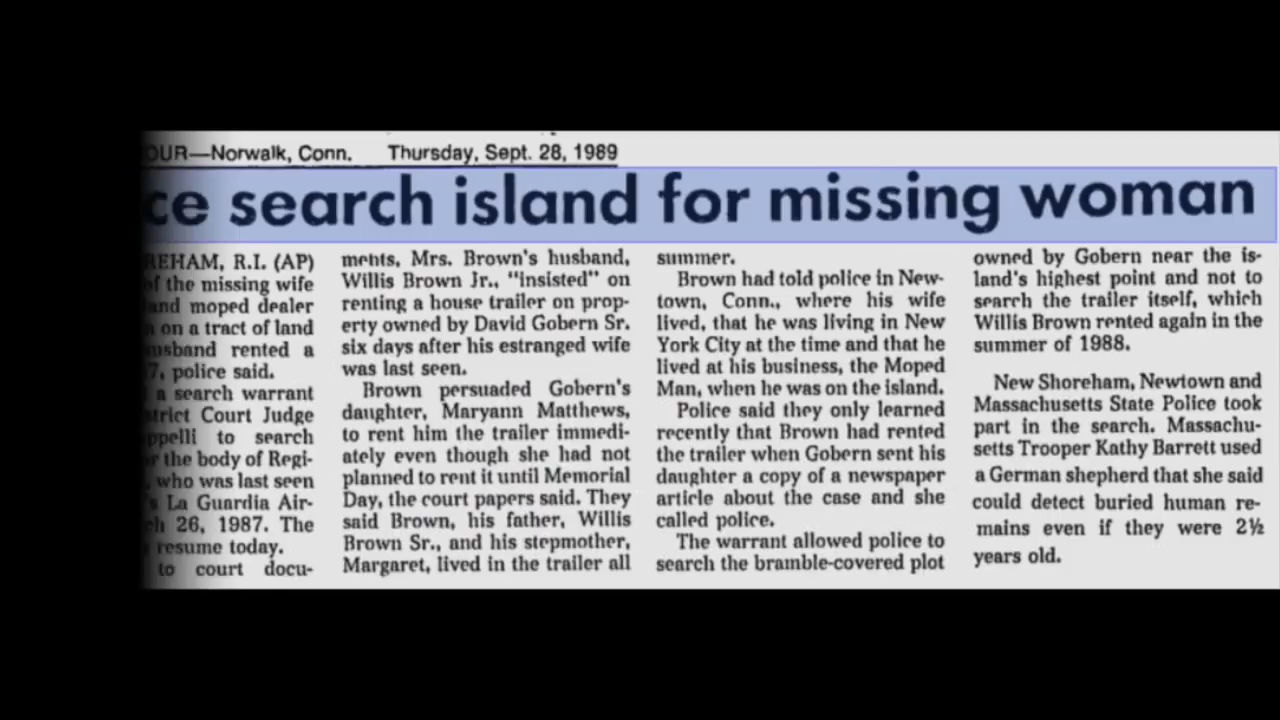 OUR—Norwalk, Conn. Thursday, Sept. 28, 1989
ce search island for missing woman
REHAM, R.I. (AP)
of the missing wife
and moped dealer
on a tract of land
usband rented a
7, police said.
a search warrant
strict Court Judge
ppelli to search
r the body of Regi-
, who was last seen
's La Guardia Air-
ch 26, 1987. The
resume today.
to court docu-
ments, Mrs. Brown's husband,
Willis Brown Jr., "insisted" on
renting a house trailer on prop-
erty owned by David Gobern Sr.
six days after his estranged wife
was last seen.
Brown persuaded Gobern's
daughter, Maryann Matthews,
to rent him the trailer immedi-
ately even though she had not
planned to rent it until Memorial
Day, the court papers said. They
said Brown, his father, Willis
Brown Sr., and his stepmother,
Margaret, lived in the trailer all
summer.
Brown had told police in New-
town, Conn., where his wife
lived, that he was living in New
York City at the time and that he
lived at his business, the Moped
Man, when he was on the island.
Police said they only learned
recently that Brown had rented
the trailer when Gobern sent his
daughter a copy of a newspaper
article about the case and she
called police.
The warrant allowed police to
search the bramble-covered plot
owned by Gobern near the is-
land's highest point and not to
search the trailer itself, which
Willis Brown rented again in the
summer of 1988.
New Shoreham, Newtown and
Massachusetts State Police took
part in the search. Massachu-
setts Trooper Kathy Barrett used
a German shepherd that she said
could detect buried human re-
mains even if they were 2½
years old.